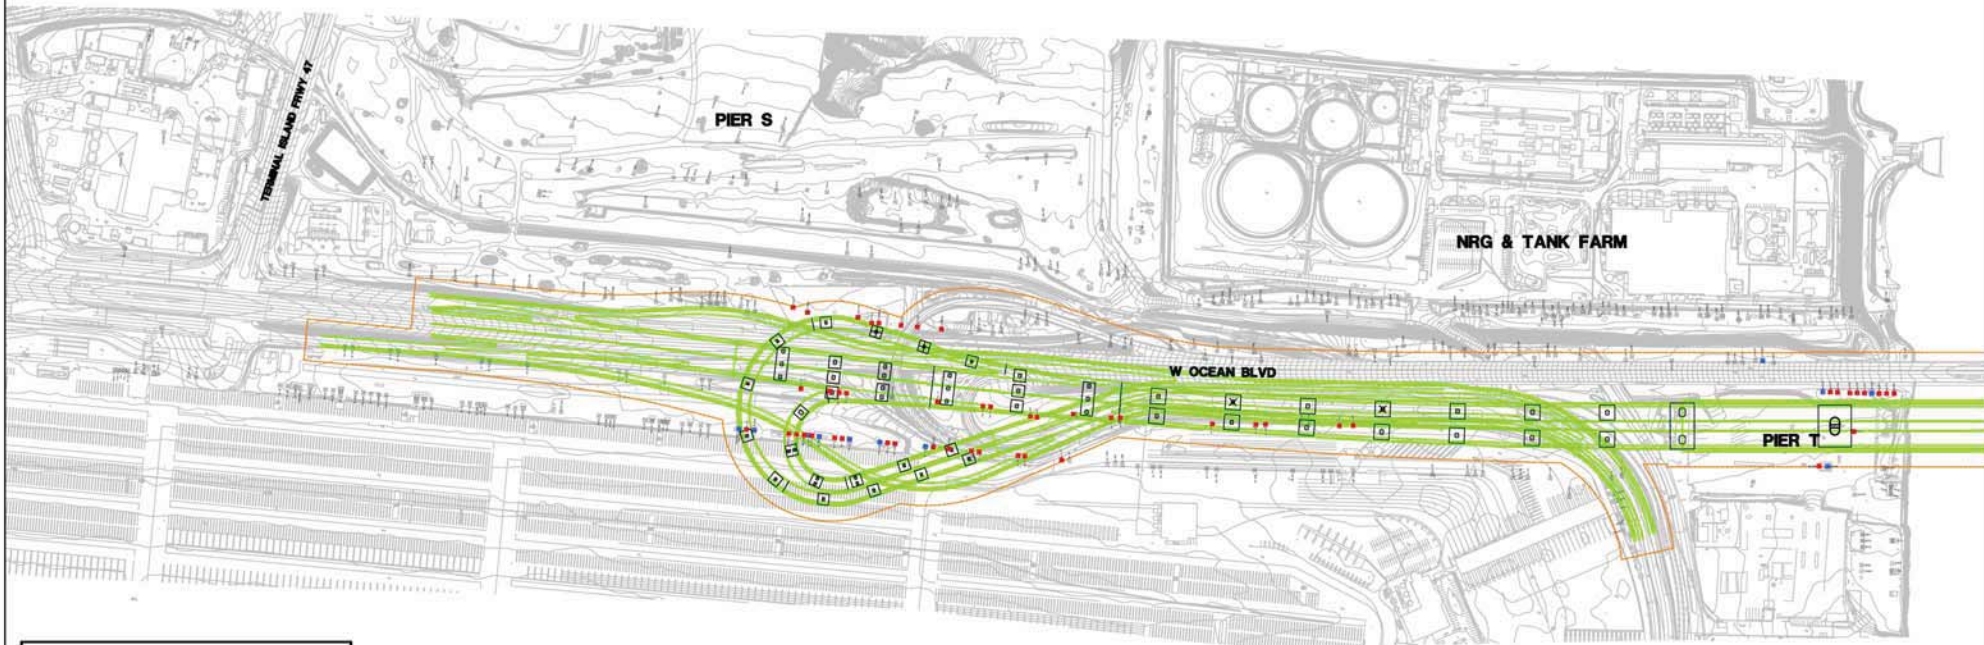 TERMINAL ISLAND FRWY 47
PIER S
NRG & TANK FARM
W OCEAN BLVD
PIER T